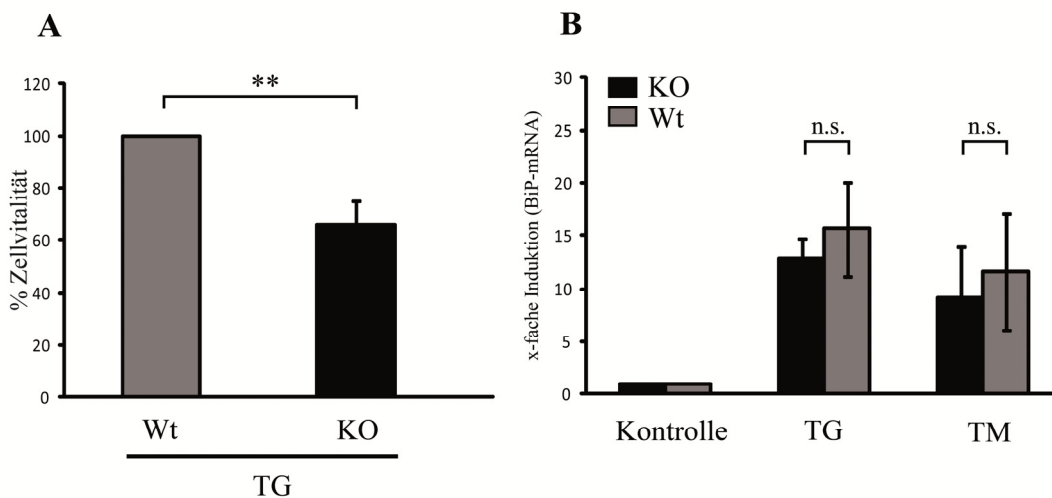 A
% Zellvitalität
120
100
80
60
40
20
0
**
Wt
KO
TG
B
x-fache Induktion (BiP-mRNA)
30
25
20
15
10
5
0
KO
Wt
n.s.
n.s.
Kontrolle
TG
TM